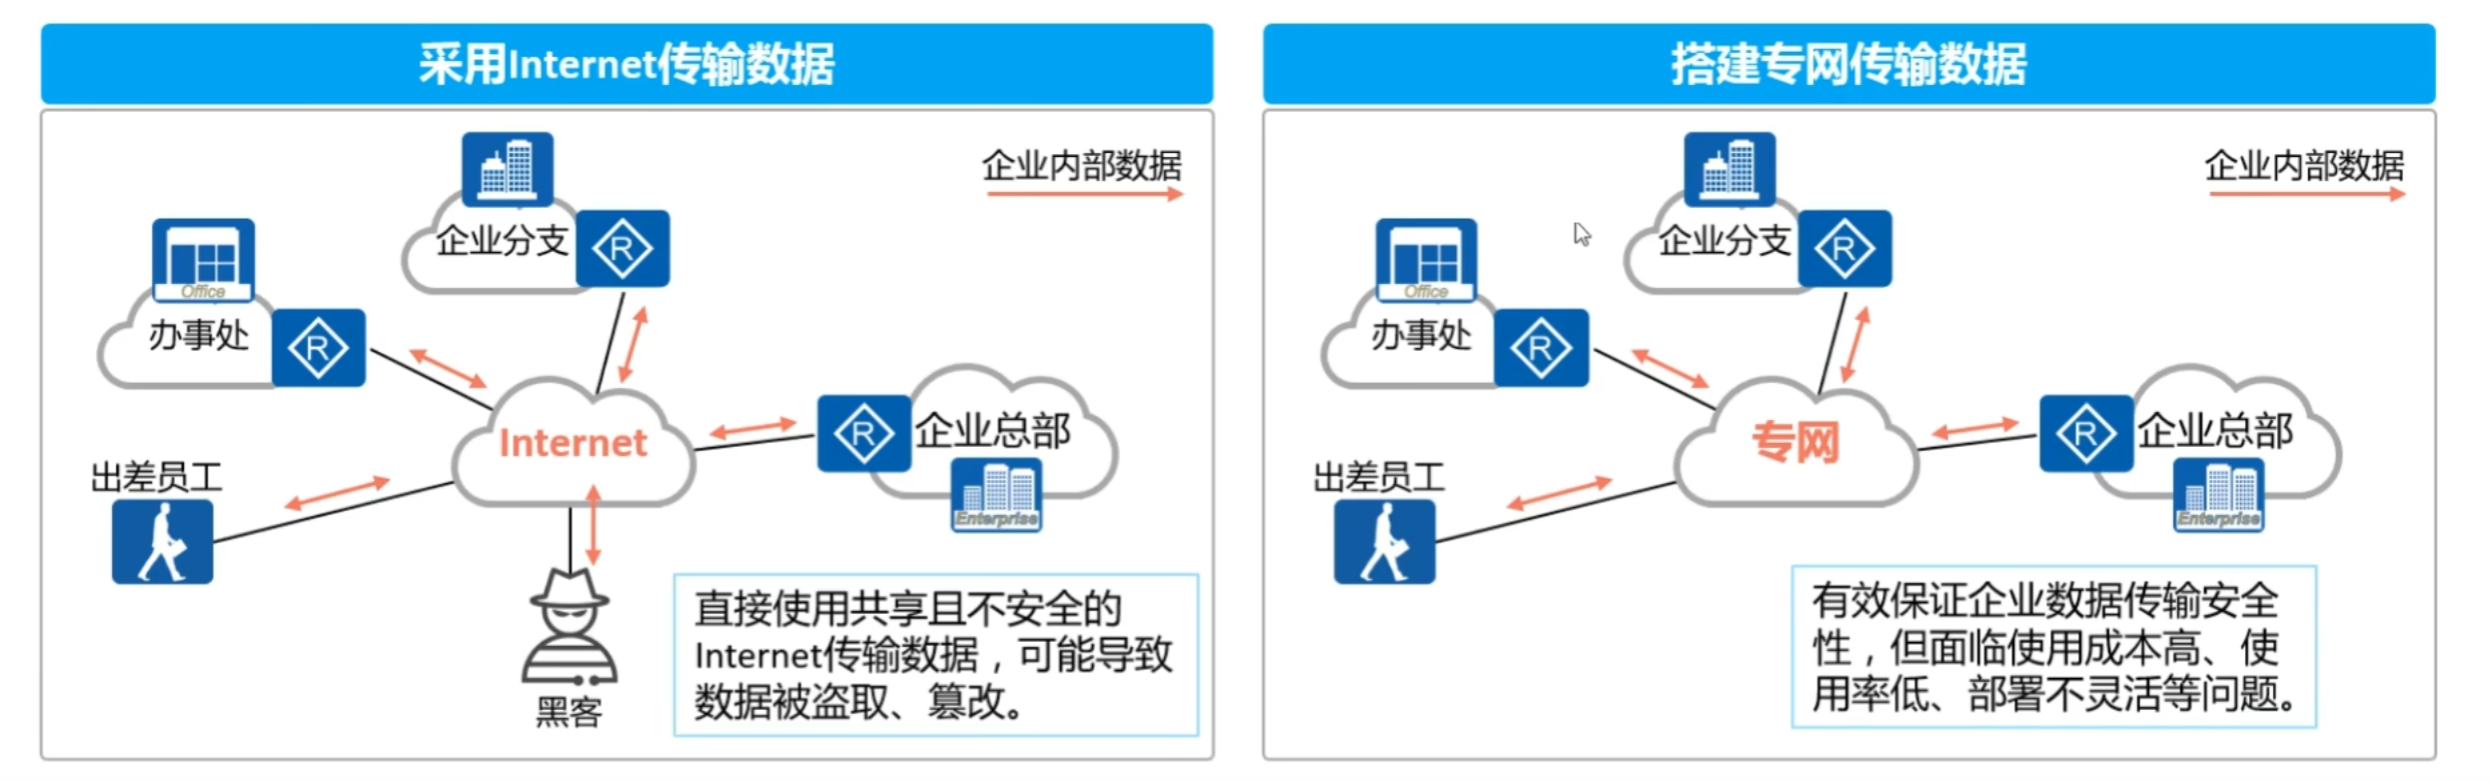 采用Internet传输数据
企业内部数据
企业分支
R
Office
办事处
R
Internet
R
企业总部
Enterprise
出差员工
黑客
直接使用共享且不安全的
Internet传输数据，可能导致
数据被盗取、篡改。
搭建专网传输数据
企业内部数据
企业分支
R
Office
办事处
R
专网
R
企业总部
Enterprise
出差员工
有效保证企业数据传输安全
性，但面临使用成本高、使
用率低、部署不灵活等问题。